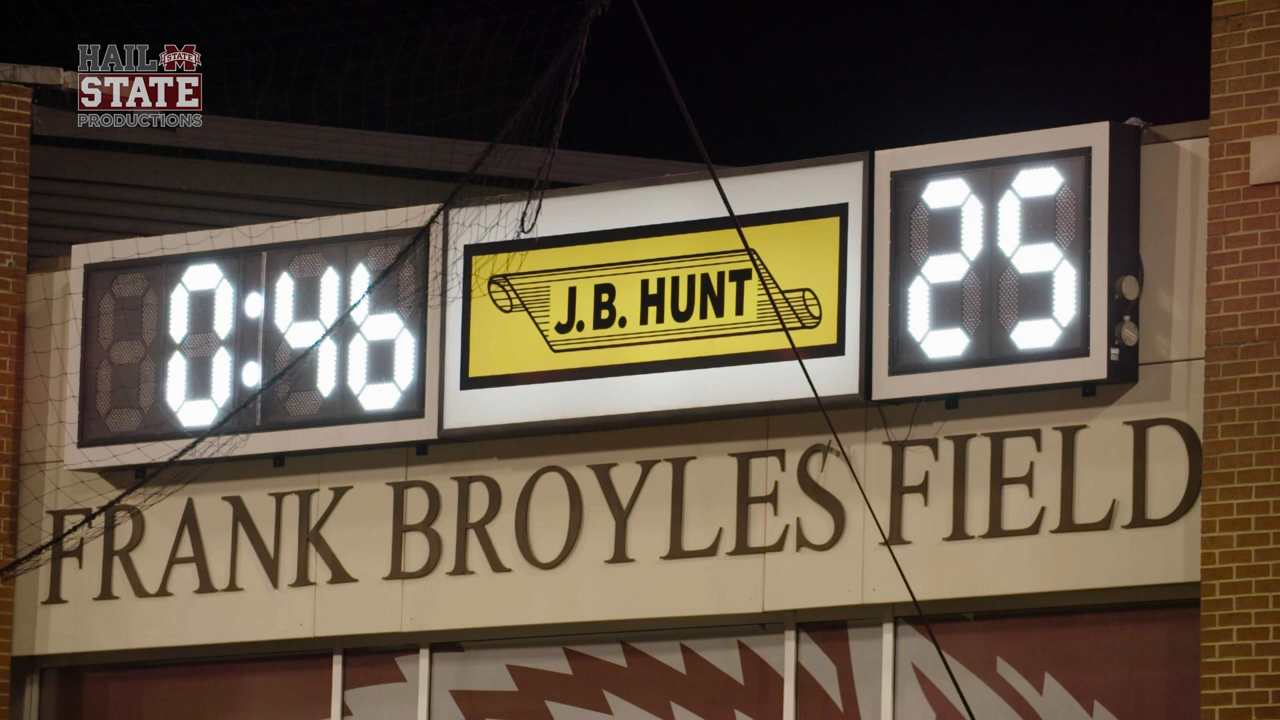 HAIL STATE
STATE
PRODUCTIONS
0:46
J.B. HUNT
25
FRANK BROYLES FIELD